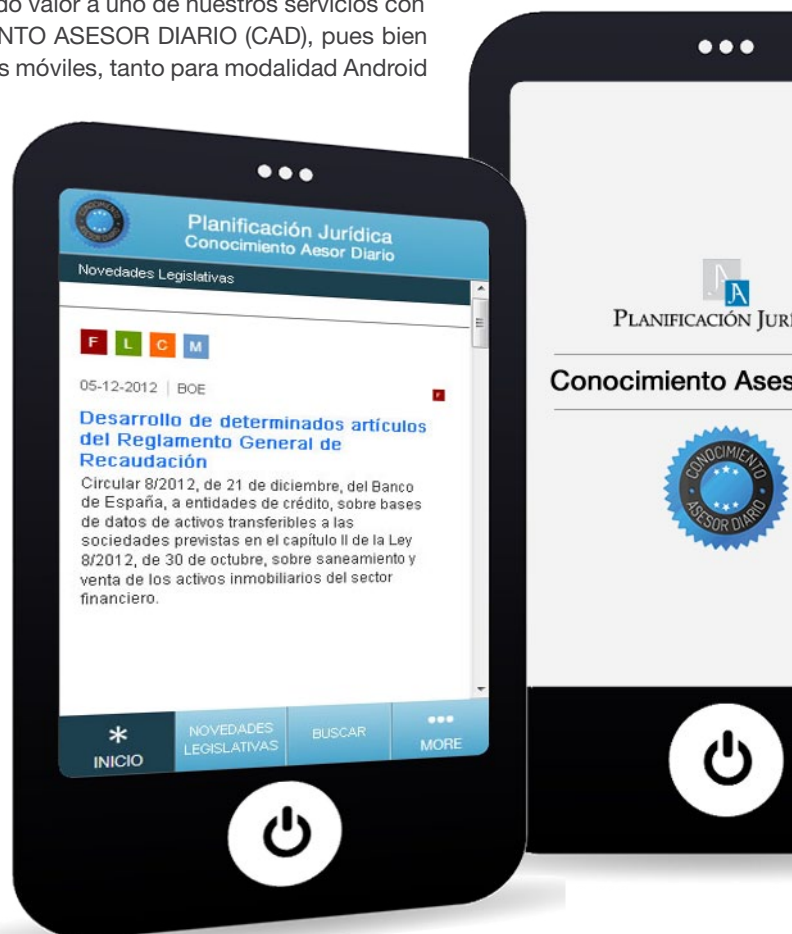 do valor a uno de nuestros servicios con
NTO ASESOR DIARIO (CAD), pues bien
s móviles, tanto para modalidad Android
Planificación Jurídica
Conocimiento Aesor Diario
Novedades Legislativas
F L C M
05-12-2012 | BOE
F
Desarrollo de determinados artículos
del Reglamento General de
Recaudación
Circular 8/2012, de 21 de diciembre, del Banco
de España, a entidades de crédito, sobre bases
de datos de activos transferibles a las
sociedades previstas en el capítulo II de la Ley
8/2012, de 30 de octubre, sobre saneamiento y
venta de los activos inmobiliarios del sector
financiero.
* INICIO
NOVEDADES
LEGISLATIVAS
BUSCAR
MORE
PLANIFICACIÓN JUR
Conocimiento Ases
CONOCIMIENTO
ASESOR DIARIO